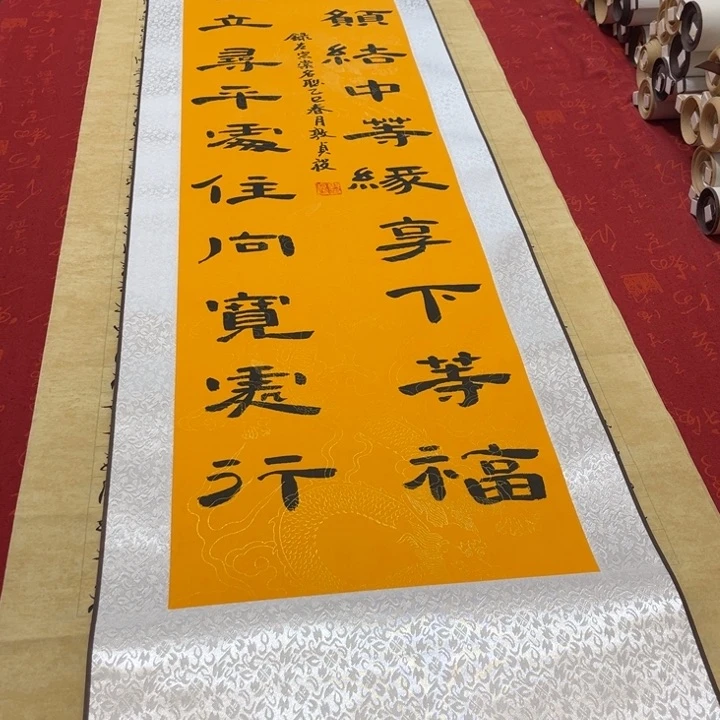 願結中等緣享下等福
立尋平處住向寬處行
錄左宗棠名聯乙巳春月